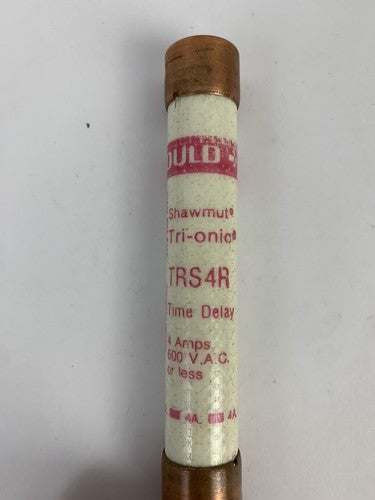 OULD
Shawmut®
Tri-onic®
TRS4R
Time Delay
4 Amps.
600 V.A.C.
or less
4A, 4A